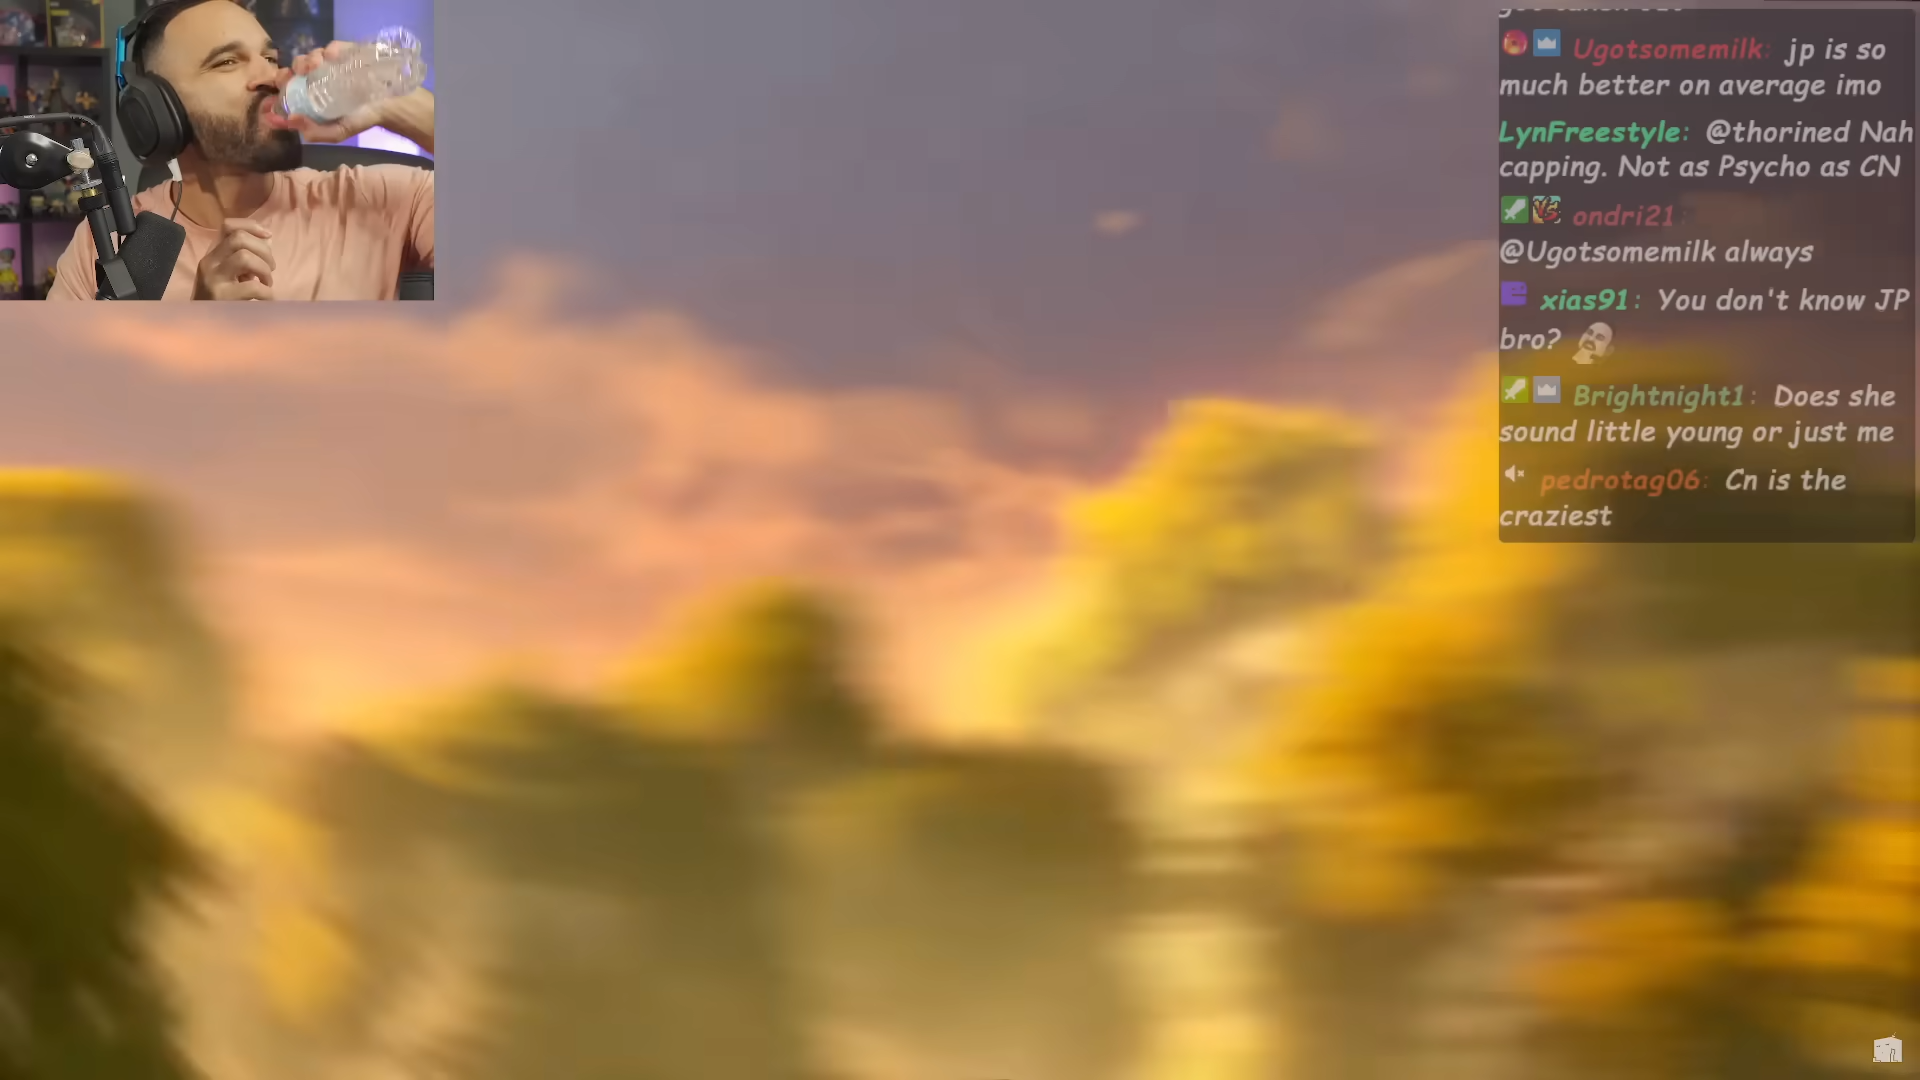 Ugotsomemilk: jp is so
much better on average imo
LynFreestyle: @thorined Nah
capping. Not as Psycho as CN
ondri21:
@Ugotsomemilk always
xias91: You don't know JP
bro?
Brightnight1: Does she
sound little young or just me
pedrotag06: Cn is the
craziest